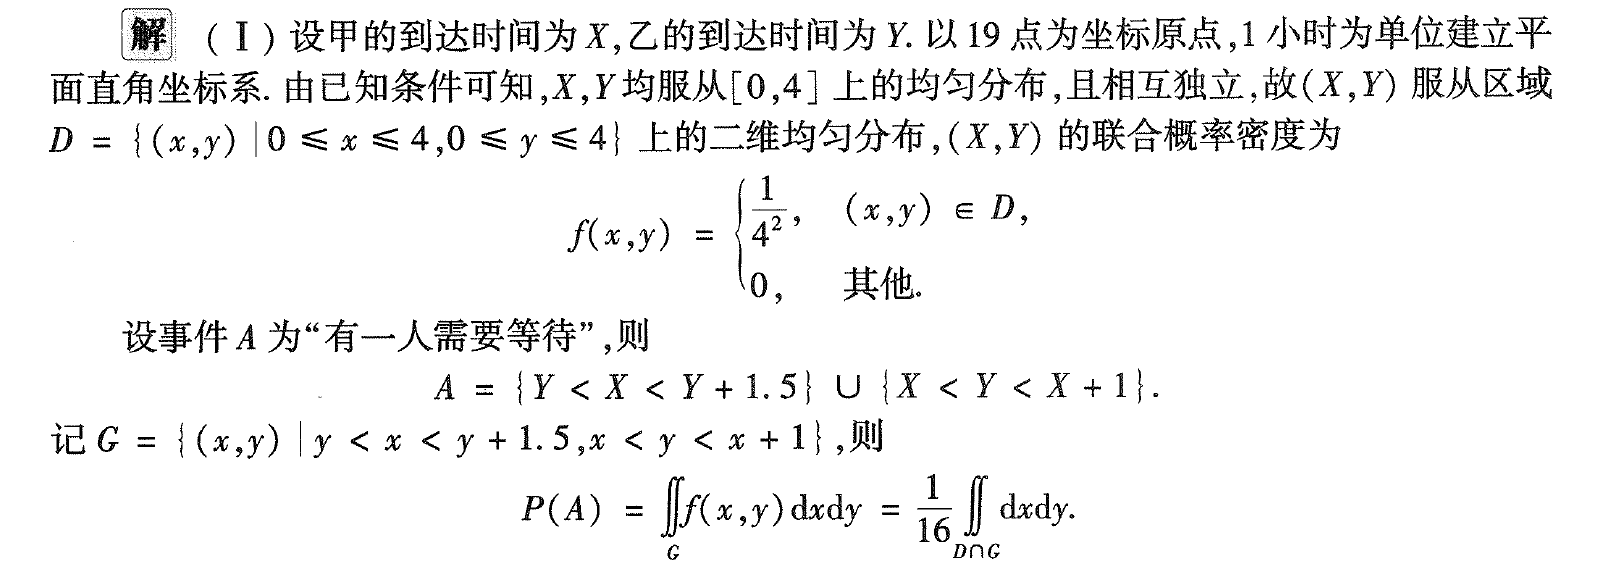 解 (Ⅰ)设甲的到达时间为X,乙的到达时间为Y. 以19点为坐标原点,1小时为单位建立平
面直角坐标系. 由已知条件可知,X,Y均服从[0,4]上的均匀分布,且相互独立,故(X,Y)服从区域
D = {(x,y)|0 ≤ x ≤ 4,0 ≤ y ≤ 4}上的二维均匀分布,(X,Y)的联合概率密度为
f(x,y) = { 1/4², (x,y) ∈ D,
0, 其他.
设事件A为“有一人需要等待”,则
A = {Y < X < Y + 1.5} ∪ {X < Y < X + 1}.
记G = {(x,y)|y < x < y + 1.5,x < y < x + 1},则
P(A) = ∬_G f(x,y)dxdy = 1/16 ∬_{D∩G} dxdy.